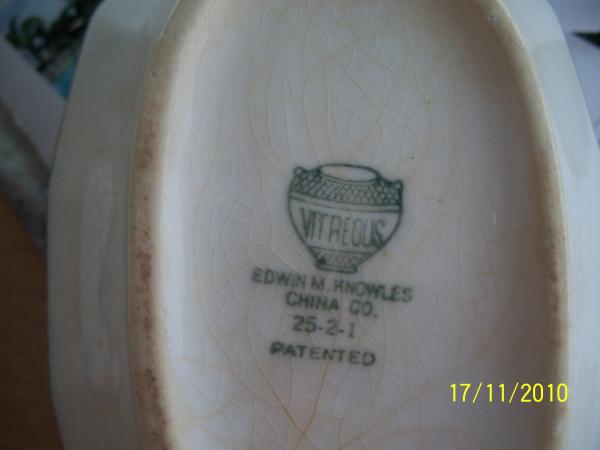 VITREOUS
EDWIN M. KNOWLES
CHINA CO.
25-2-1
PATENTED
17/11/2010